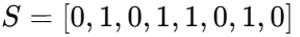 S = [0, 1, 0, 1, 1, 0, 1, 0]